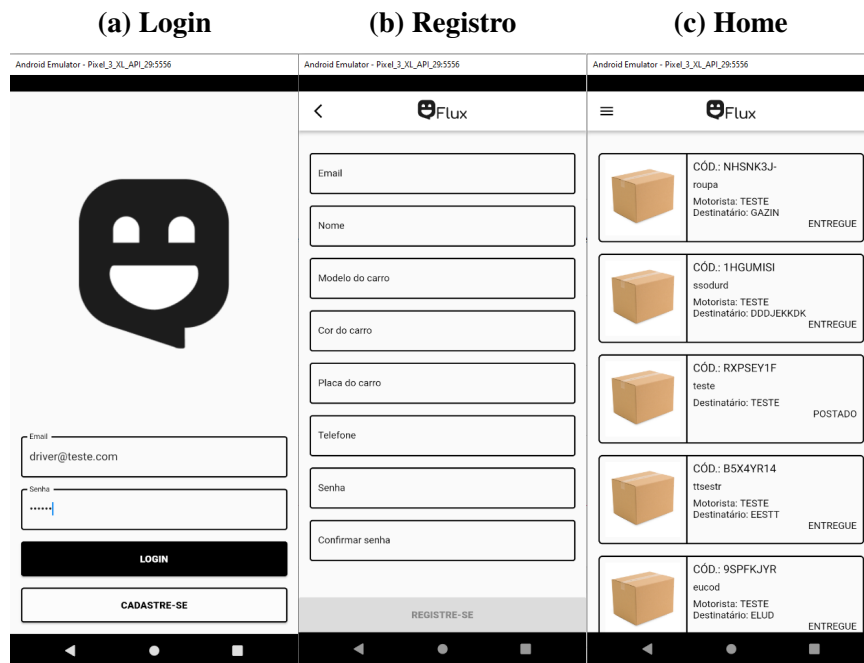 (a) Login
Android Emulator - Pixel_3_XL_API_29:5556
Email
driver@teste.com
Senha
••••••
LOGIN
CADASTRE-SE
(b) Registro
Android Emulator - Pixel_3_XL_API_29:5556
Flux
Email
Nome
Modelo do carro
Cor do carro
Placa do carro
Telefone
Senha
Confirmar senha
REGISTRE-SE
(c) Home
Android Emulator - Pixel_3_XL_API_29:5556
Flux
CÓD.: NHSNK3J-
roupa
Motorista: TESTE
Destinatário: GAZIN
ENTREGUE
CÓD.: 1HGUMISI
ssodurd
Motorista: TESTE
Destinatário: DDDJEKKDK
ENTREGUE
CÓD.: RXPSEY1F
teste
Destinatário: TESTE
POSTADO
CÓD.: B5X4YR14
ttsestr
Motorista: TESTE
Destinatário: EESTT
ENTREGUE
CÓD.: 9SPFKJYR
eucod
Motorista: TESTE
Destinatário: ELUD
ENTREGUE